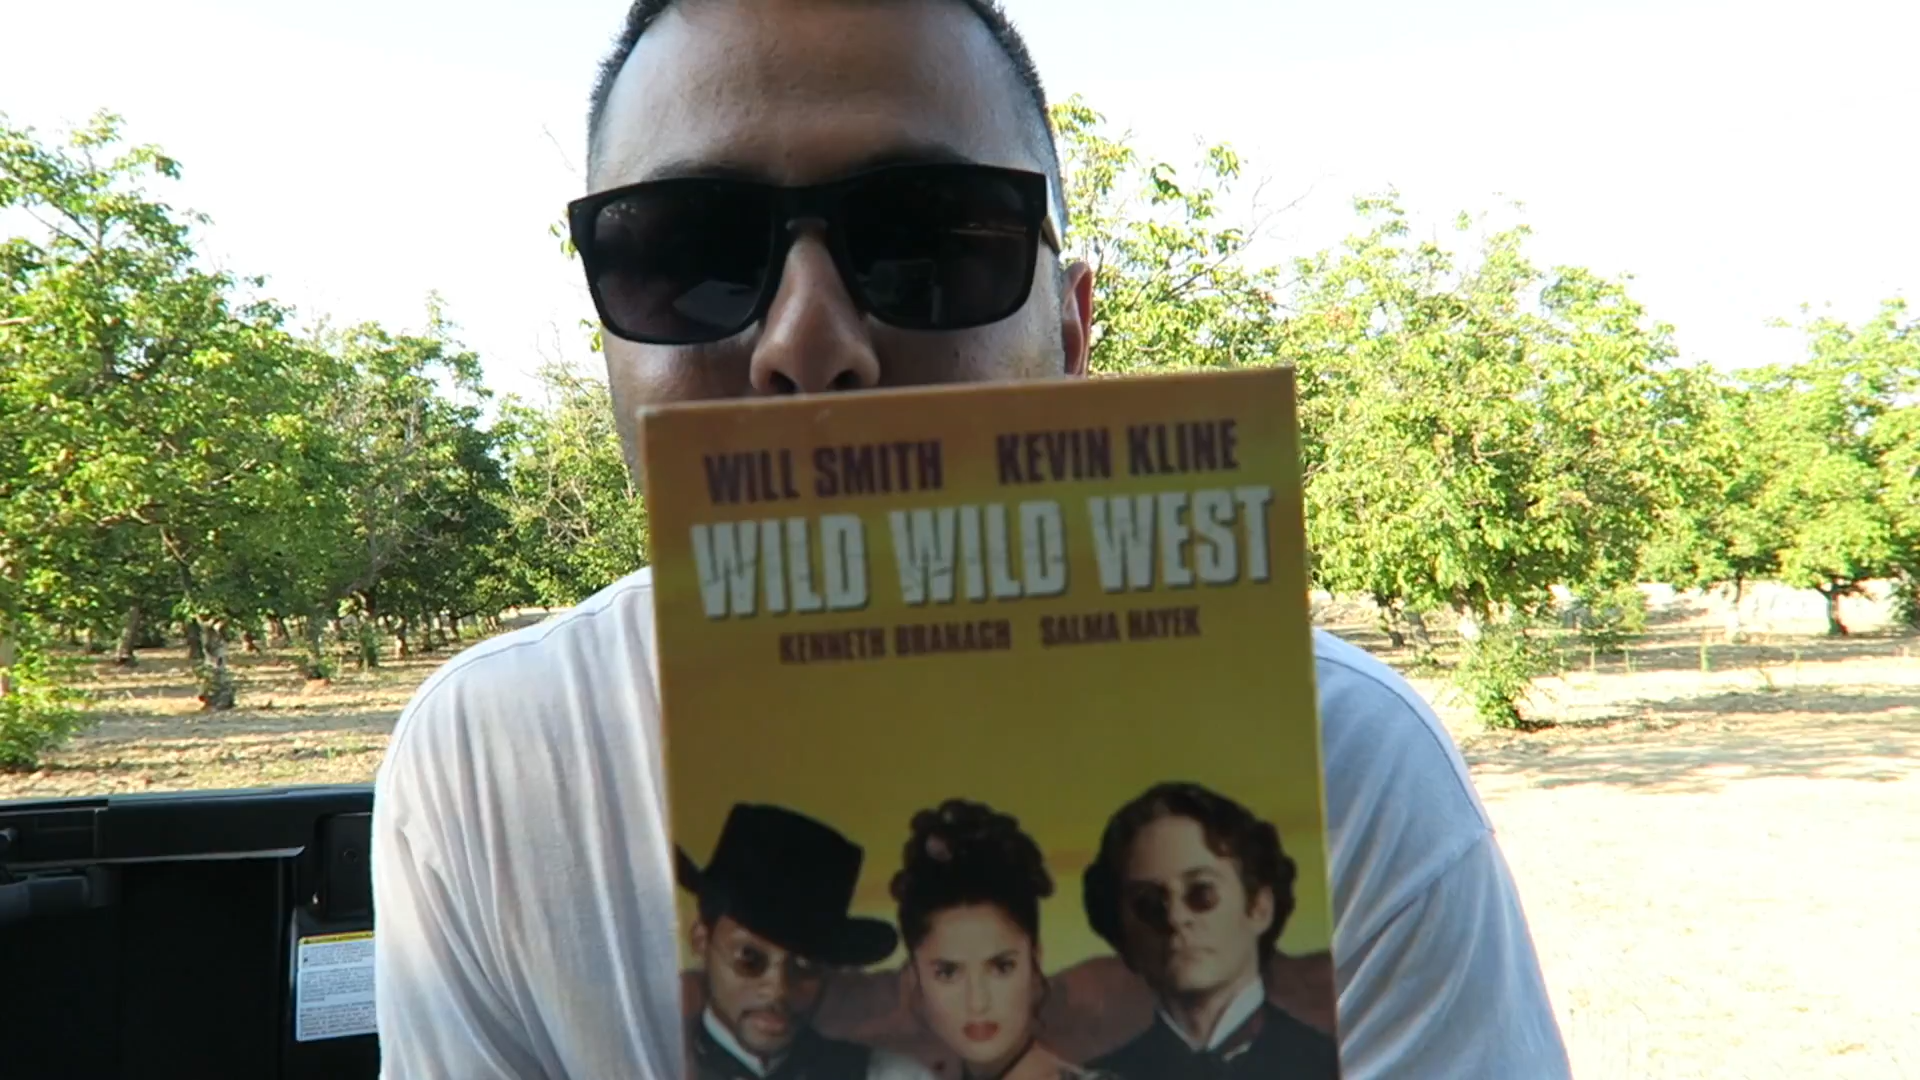 WILL SMITH KEVIN KLINE
WILD WILD WEST
KENNETH BRANAGH SALMA HAYEK